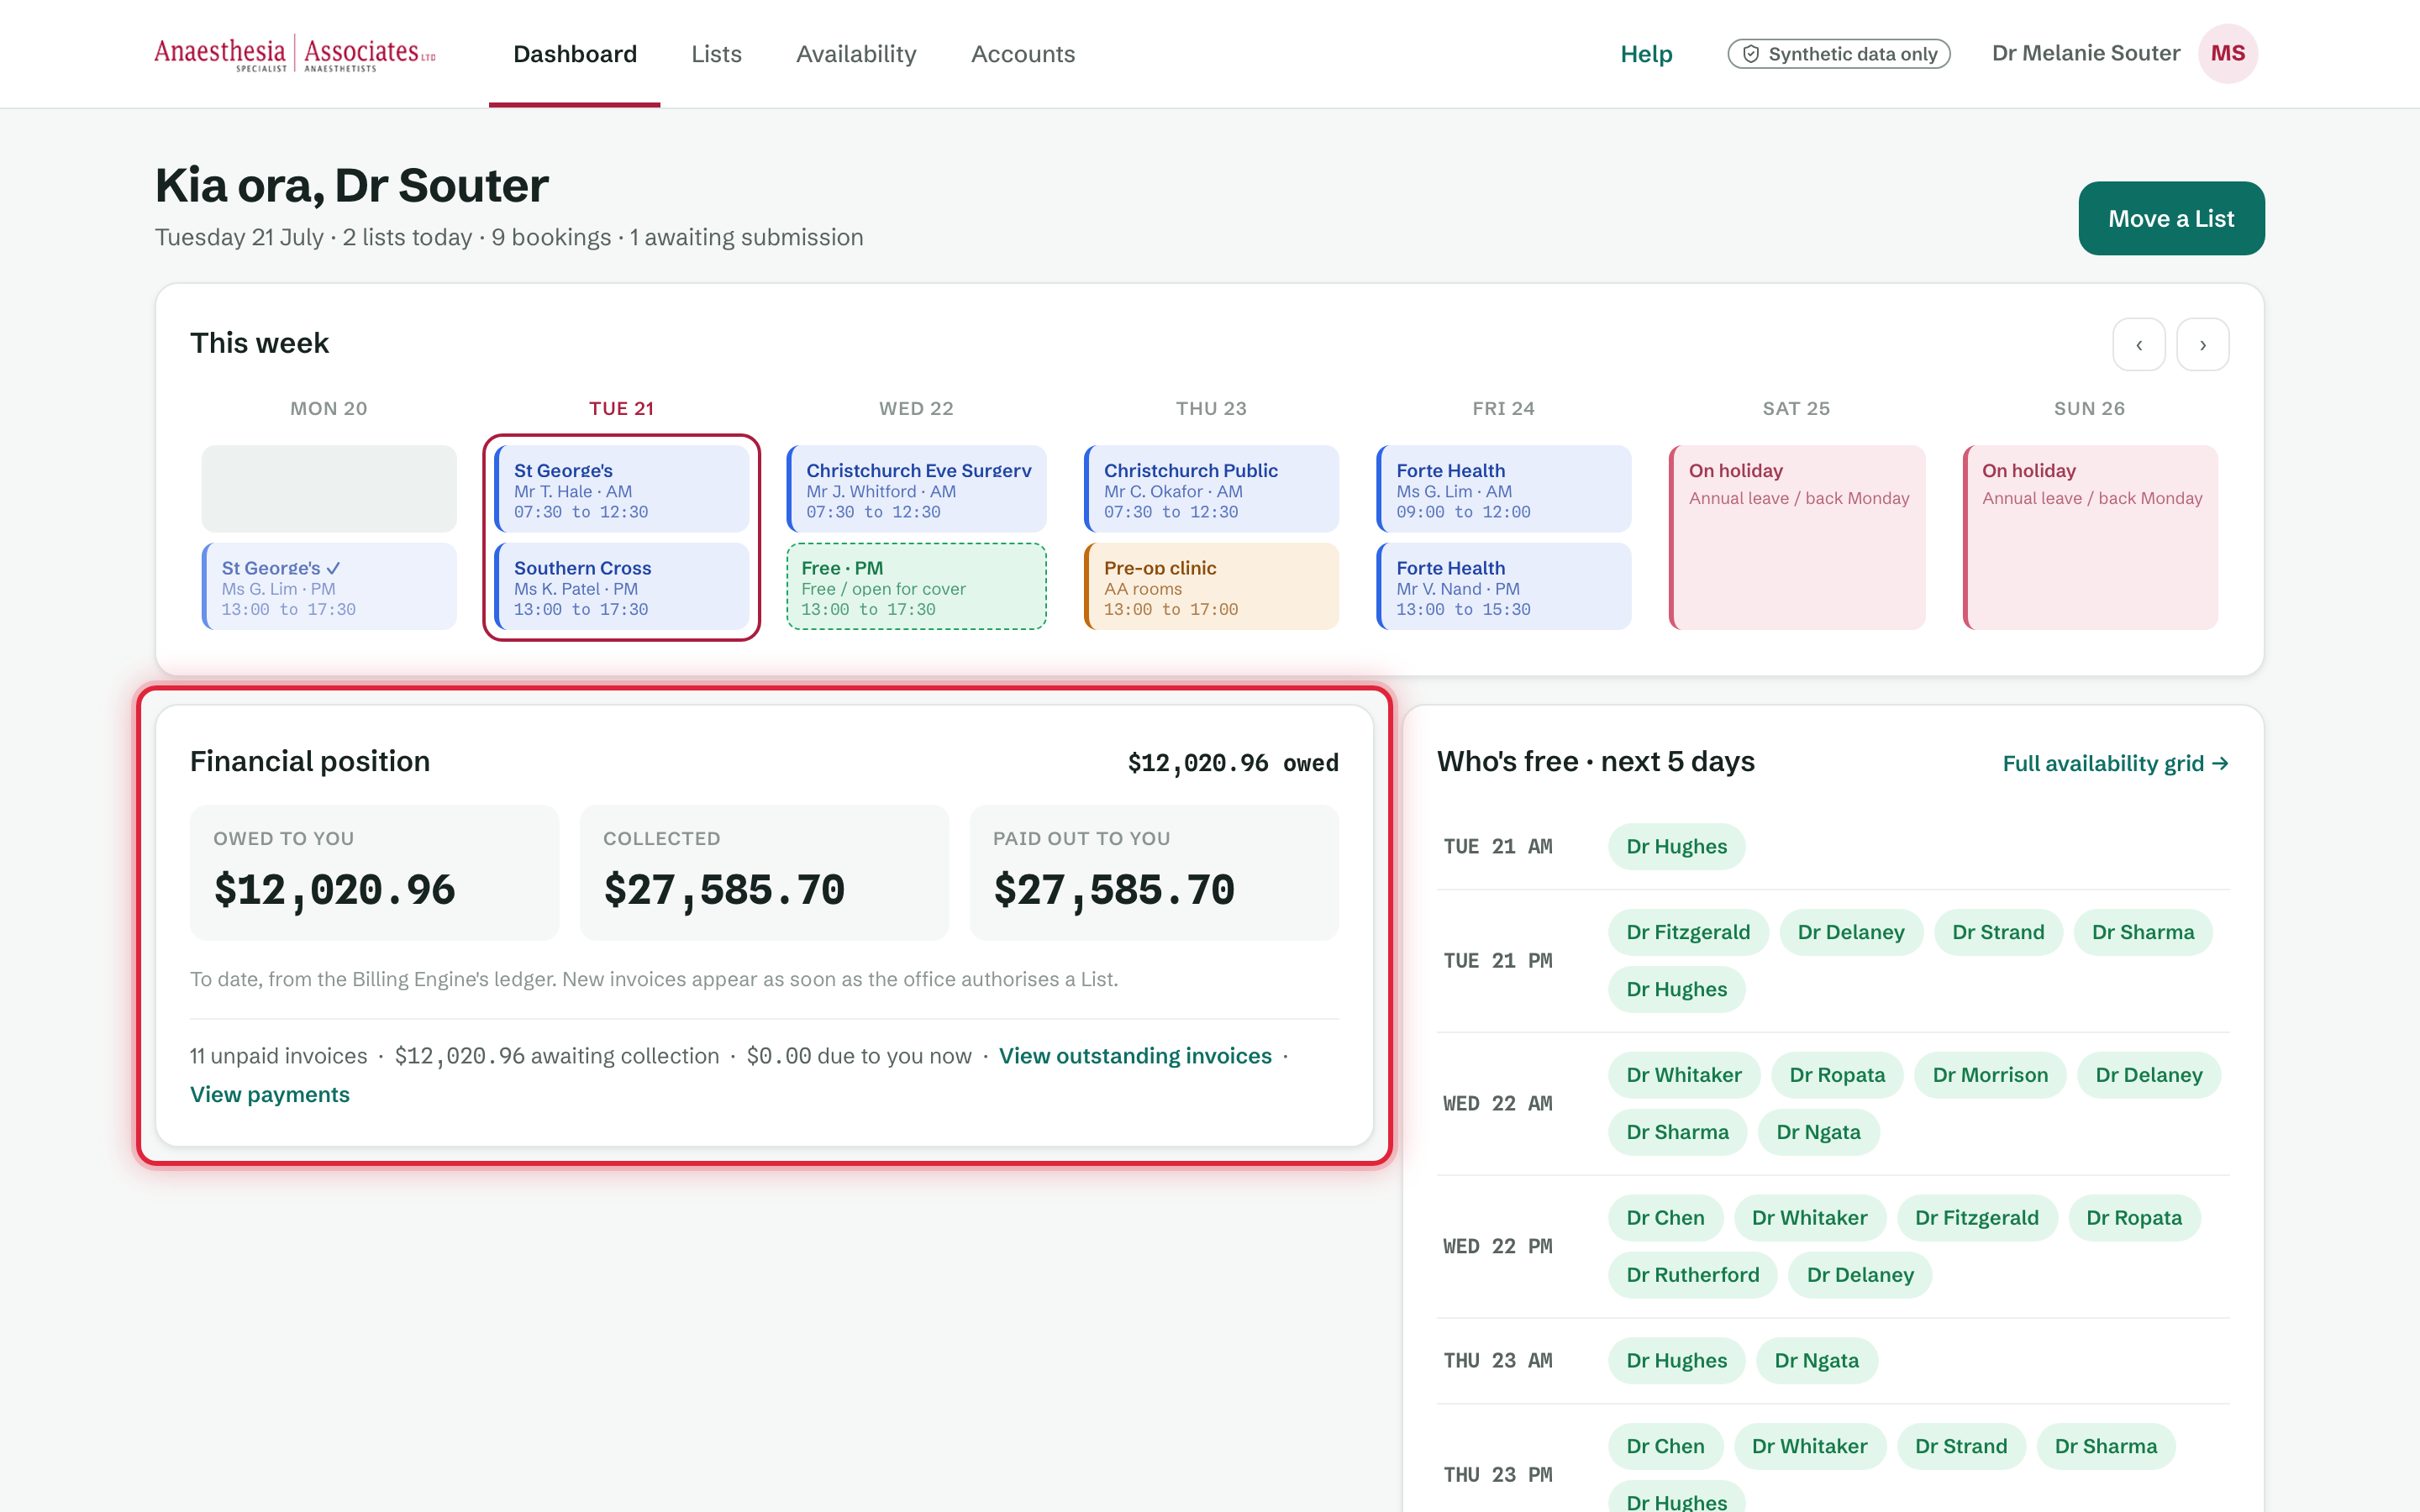 Anaesthesia | Associates LTD
SPECIALIST ANAESTHETISTS
Dashboard
Lists
Availability
Accounts
Help
Synthetic data only
Dr Melanie Souter
MS
Kia ora, Dr Souter
Tuesday 21 July · 2 lists today · 9 bookings · 1 awaiting submission
Move a List
This week
‹
›
MON 20
TUE 21
WED 22
THU 23
FRI 24
SAT 25
SUN 26
St George's ✓
Ms G. Lim · PM
13:00 to 17:30
St George's
Mr T. Hale · AM
07:30 to 12:30
Southern Cross
Ms K. Patel · PM
13:00 to 17:30
Christchurch Eye Surgery
Mr J. Whitford · AM
07:30 to 12:30
Free · PM
Free / open for cover
13:00 to 17:30
Christchurch Public
Mr C. Okafor · AM
07:30 to 12:30
Pre-op clinic
AA rooms
13:00 to 17:00
Forte Health
Ms G. Lim · AM
09:00 to 12:00
Forte Health
Mr V. Nand · PM
13:00 to 15:30
On holiday
Annual leave / back Monday
On holiday
Annual leave / back Monday
Financial position
$12,020.96 owed
OWED TO YOU
$12,020.96
COLLECTED
$27,585.70
PAID OUT TO YOU
$27,585.70
To date, from the Billing Engine's ledger. New invoices appear as soon as the office authorises a List.
11 unpaid invoices · $12,020.96 awaiting collection · $0.00 due to you now · View outstanding invoices ·
View payments
Who's free · next 5 days
Full availability grid →
TUE 21 AM
Dr Hughes
TUE 21 PM
Dr Fitzgerald Dr Delaney Dr Strand Dr Sharma
Dr Hughes
WED 22 AM
Dr Whitaker Dr Ropata Dr Morrison Dr Delaney
Dr Sharma Dr Ngata
WED 22 PM
Dr Chen Dr Whitaker Dr Fitzgerald Dr Ropata
Dr Rutherford Dr Delaney
THU 23 AM
Dr Hughes Dr Ngata
THU 23 PM
Dr Chen Dr Whitaker Dr Strand Dr Sharma
Dr Hughes